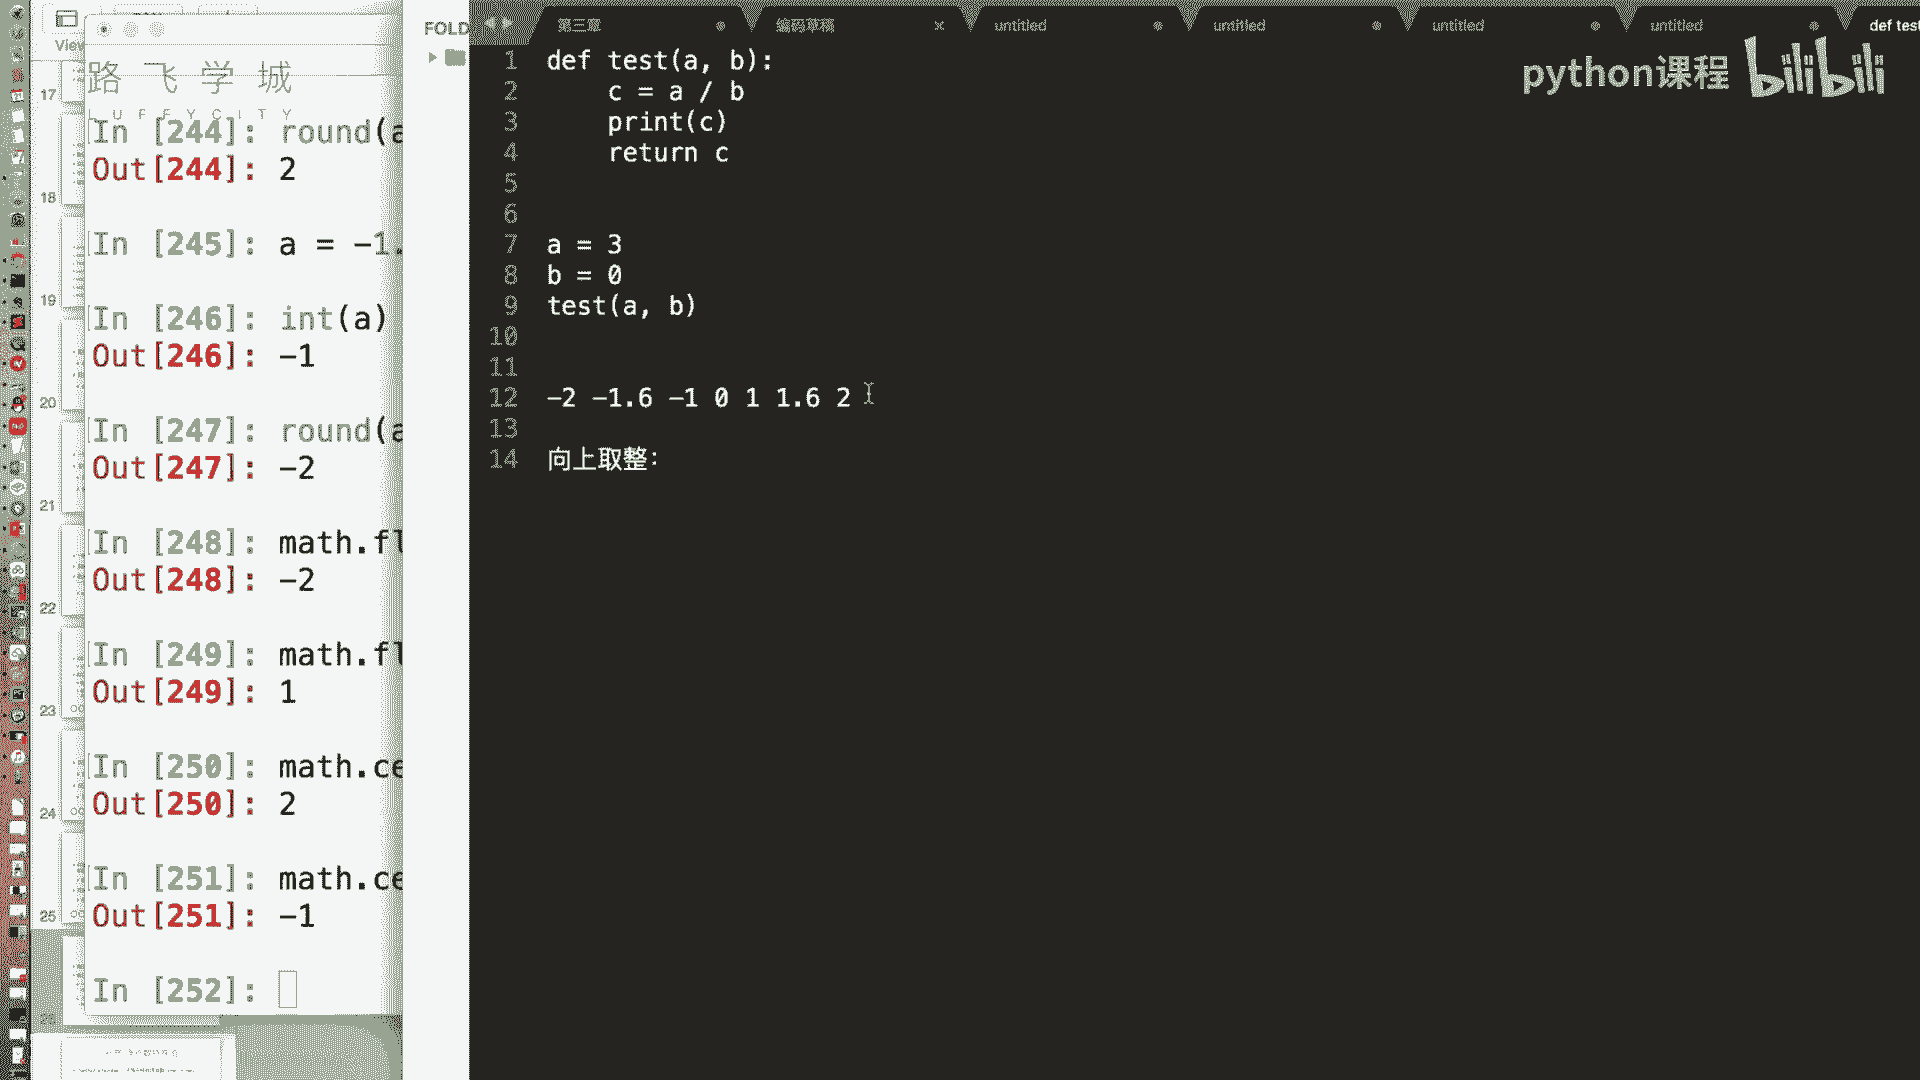 View
路飞学城
LUFFYCITY
17
18
19
20
21
22
23
24
25
In [244]: round(a
Out[244]: 2
In [245]: a = -1.
In [246]: int(a)
Out[246]: -1
In [247]: round(a
Out[247]: -2
In [248]: math.fl
Out[248]: -2
In [249]: math.fl
Out[249]: 1
In [250]: math.ce
Out[250]: 2
In [251]: math.ce
Out[251]: -1
In [252]:
FOLD
第三章
编码草稿
untitled
untitled
untitled
untitled
def test
python课程 bilibili
1 def test(a, b):
2 c = a / b
3 print(c)
4 return c
5
6
7 a = 3
8 b = 0
9 test(a, b)
10
11
12 -2 -1.6 -1 0 1 1.6 2
13
14 向上取整: